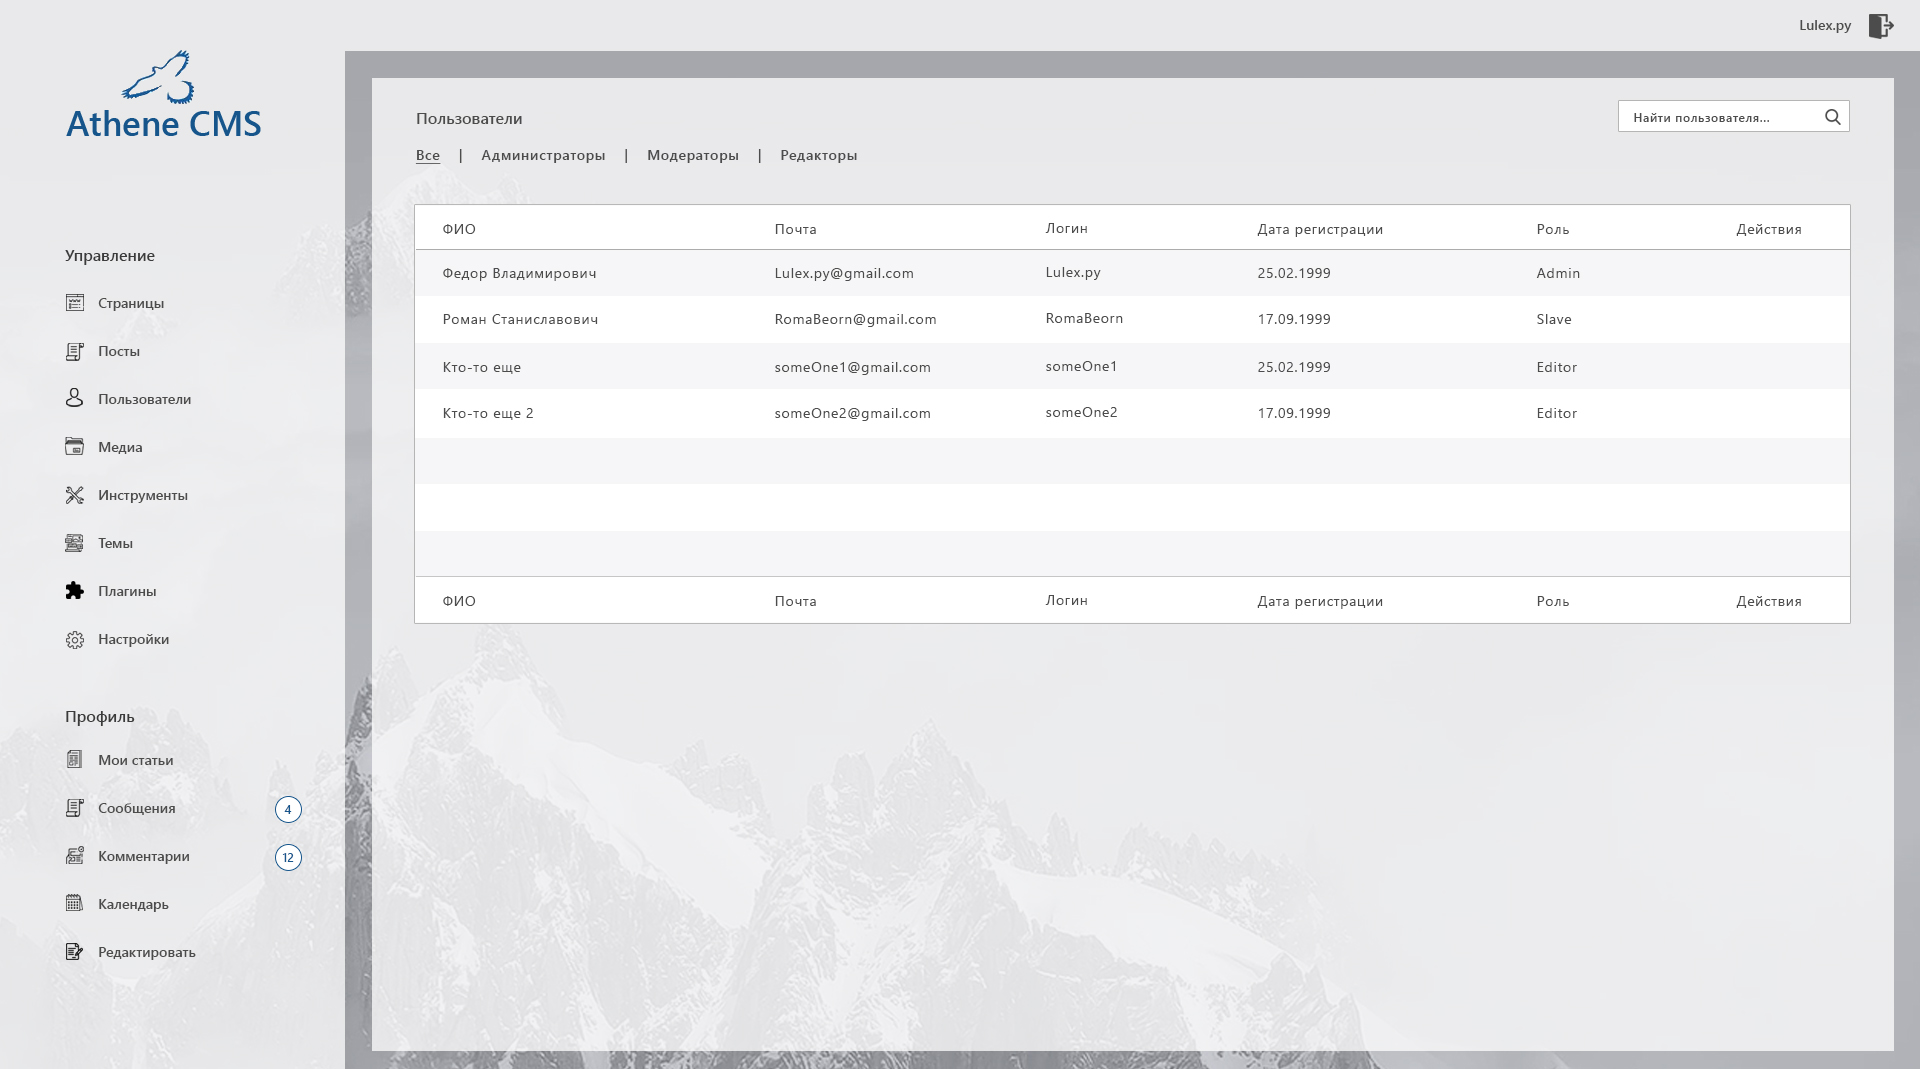 Lulex.py
Athene CMS
Управление
Страницы
Посты
Пользователи
Медиа
Инструменты
Темы
Плагины
Настройки
Профиль
Мои статьи
Сообщения 4
Комментарии 12
Календарь
Редактировать
Пользователи
Найти пользователя...
Все | Администраторы | Модераторы | Редакторы
ФИО Почта Логин Дата регистрации Роль Действия
Федор Владимирович Lulex.py@gmail.com Lulex.py 25.02.1999 Admin
Роман Станиславович RomaBeorn@gmail.com RomaBeorn 17.09.1999 Slave
Кто-то еще someOne1@gmail.com someOne1 25.02.1999 Editor
Кто-то еще 2 someOne2@gmail.com someOne2 17.09.1999 Editor
ФИО Почта Логин Дата регистрации Роль Действия